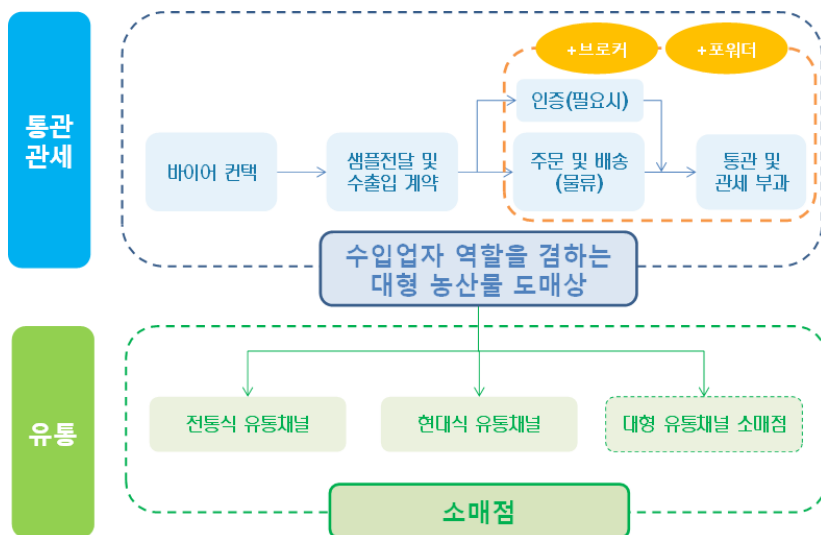 +브로커
+포워더
통관
관세
바이어 컨택
샘플전달 및
수출입 계약
인증(필요시)
주문 및 배송
(물류)
통관 및
관세 부과
수입업자 역할을 겸하는
대형 농산물 도매상
유통
전통식 유통채널
현대식 유통채널
대형 유통채널 소매점
소매점